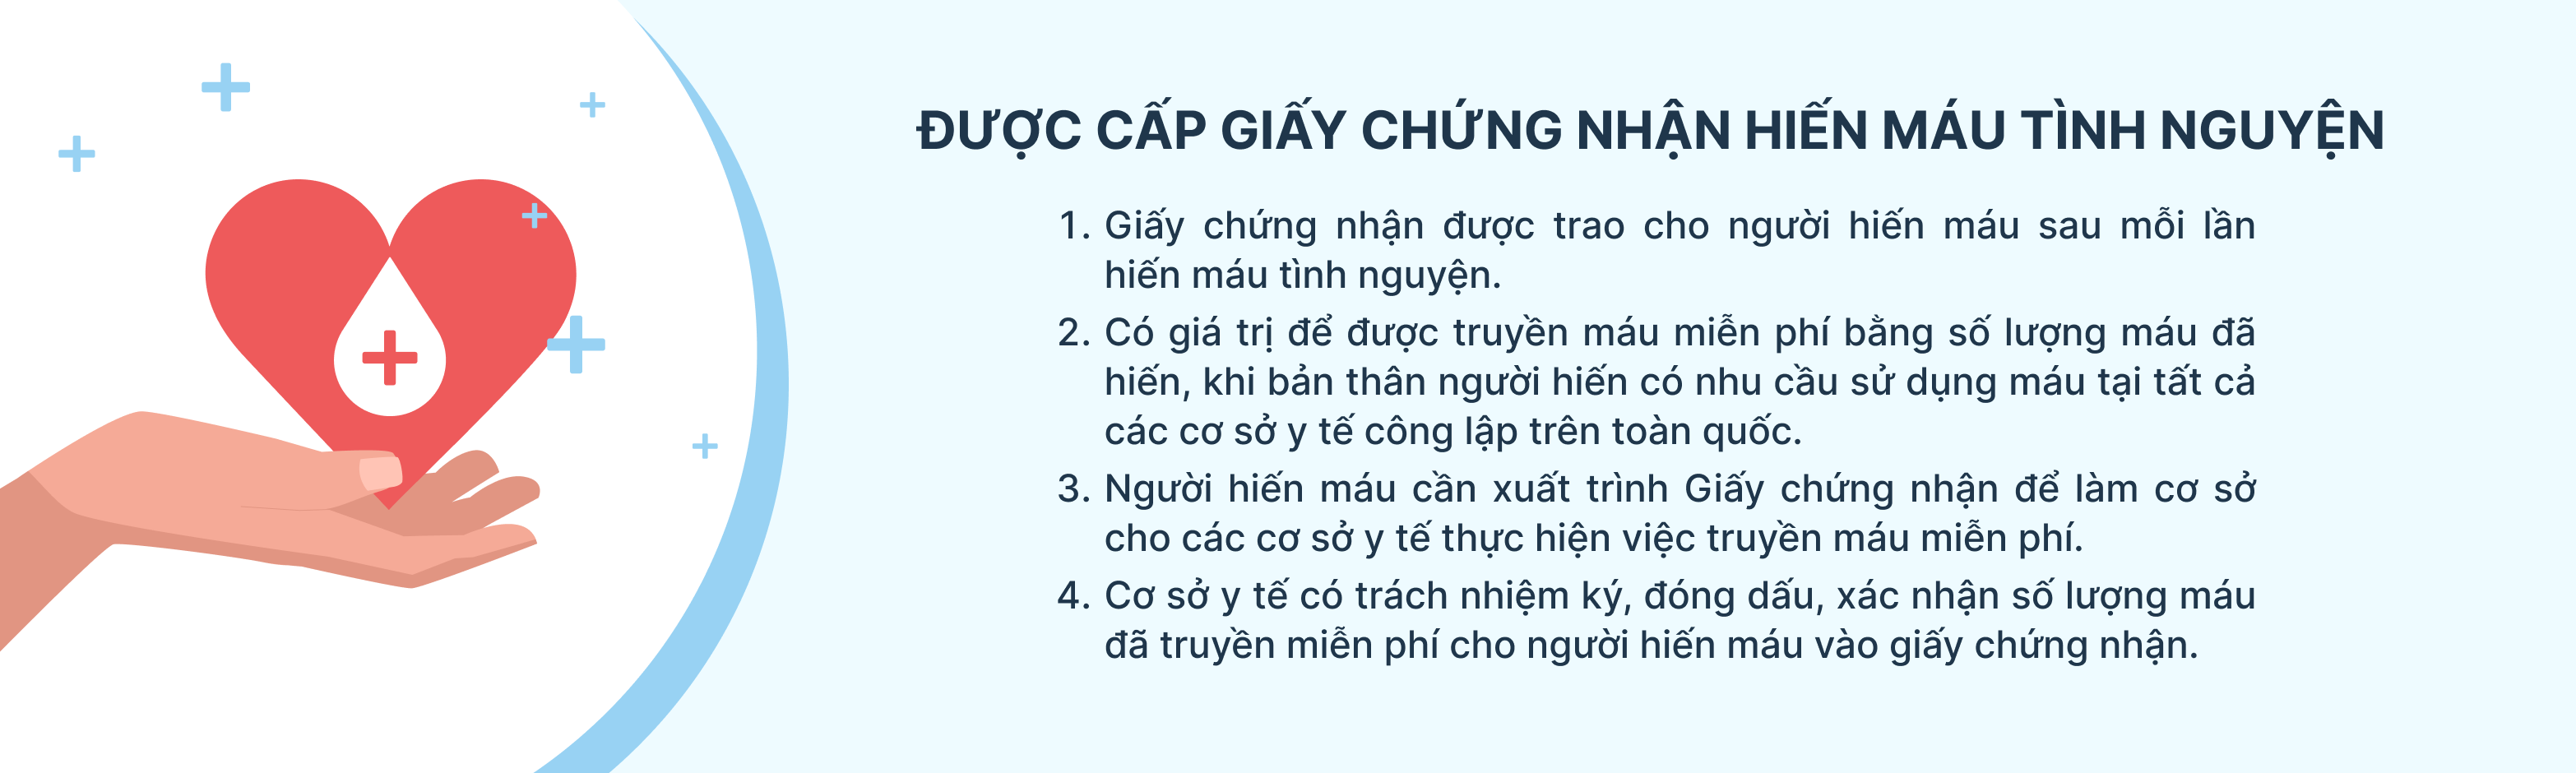 ĐƯỢC CẤP GIẤY CHỨNG NHẬN HIẾN MÁU TÌNH NGUYỆN
1. Giấy chứng nhận được trao cho người hiến máu sau mỗi lần
hiến máu tình nguyện.
2. Có giá trị để được truyền máu miễn phí bằng số lượng máu đã
hiến, khi bản thân người hiến có nhu cầu sử dụng máu tại tất cả
các cơ sở y tế công lập trên toàn quốc.
3. Người hiến máu cần xuất trình Giấy chứng nhận để làm cơ sở
cho các cơ sở y tế thực hiện việc truyền máu miễn phí.
4. Cơ sở y tế có trách nhiệm ký, đóng dấu, xác nhận số lượng máu
đã truyền miễn phí cho người hiến máu vào giấy chứng nhận.